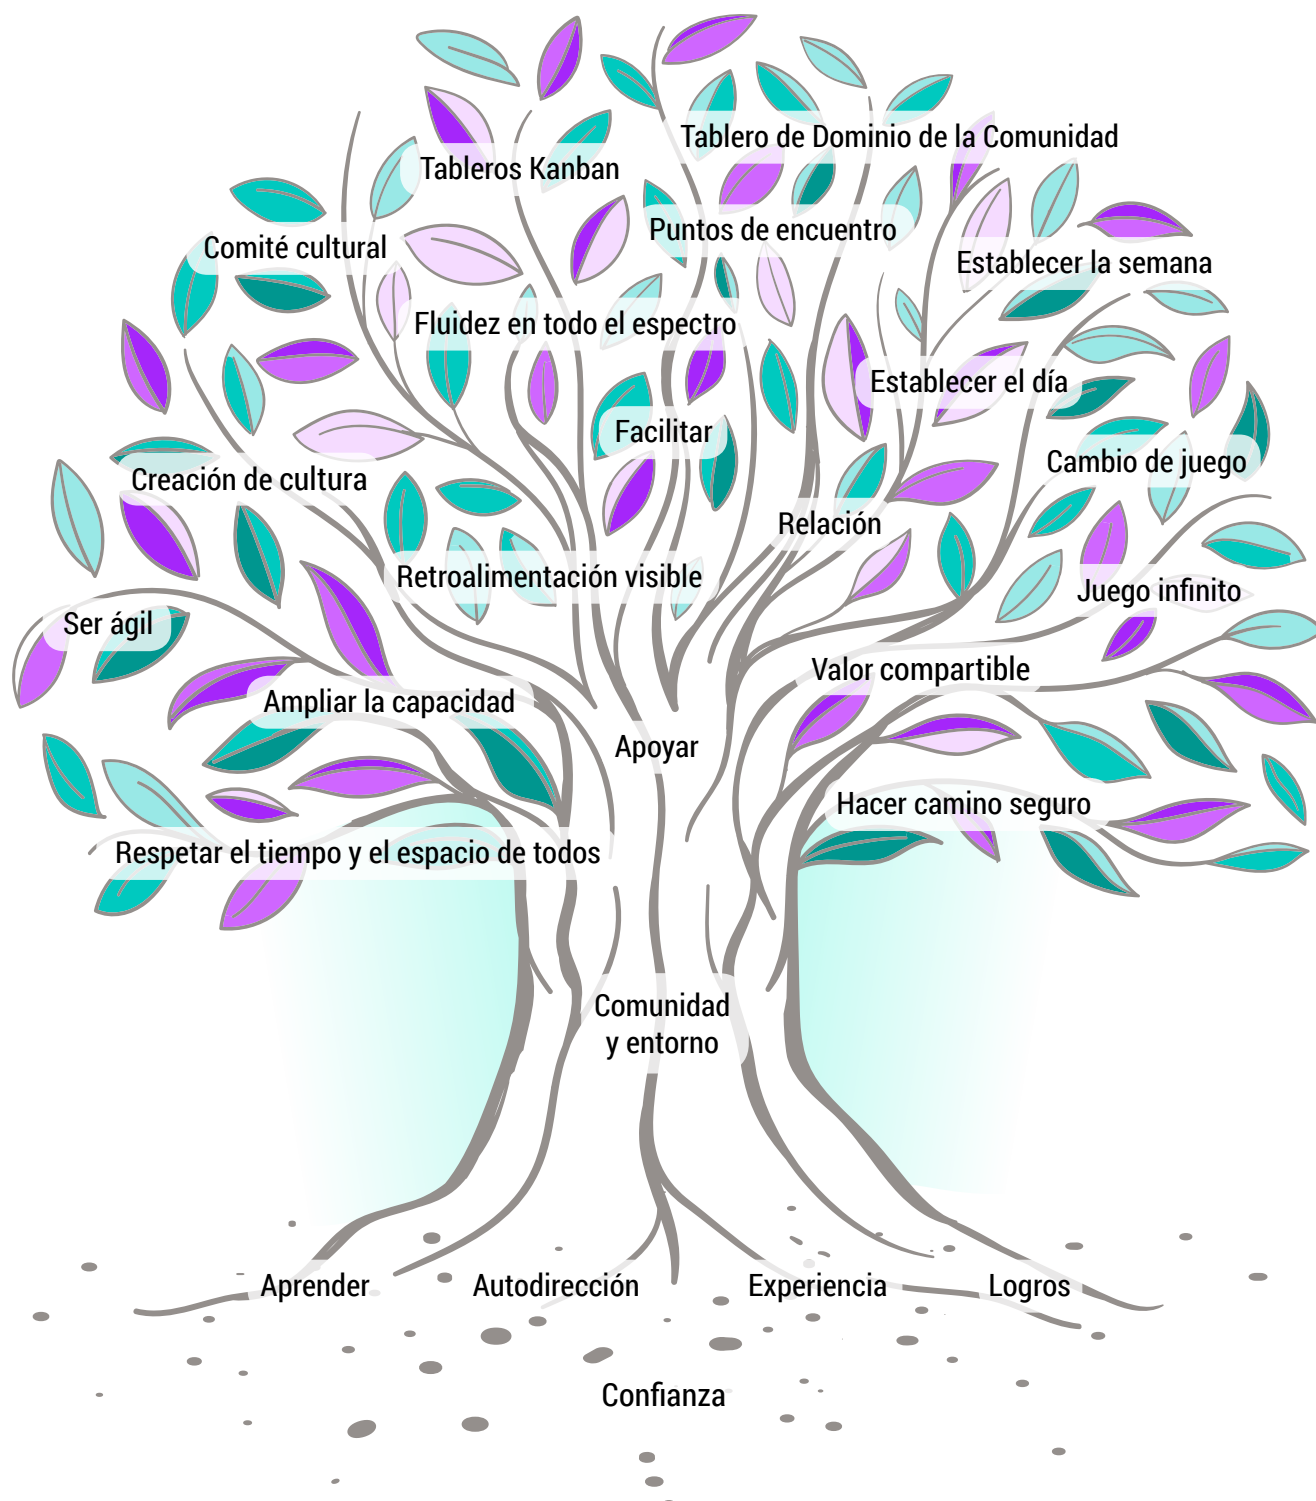 Tablero de Dominio de la Comunidad
Tableros Kanban
Puntos de encuentro
Comité cultural
Establecer la semana
Fluidez en todo el espectro
Establecer el día
Facilitar
Cambio de juego
Creación de cultura
Relación
Retroalimentación visible
Juego infinito
Ser ágil
Valor compartible
Ampliar la capacidad
Apoyar
Hacer camino seguro
Respetar el tiempo y el espacio de todos
Comunidad
y entorno
Aprender
Autodirección
Experiencia
Logros
Confianza